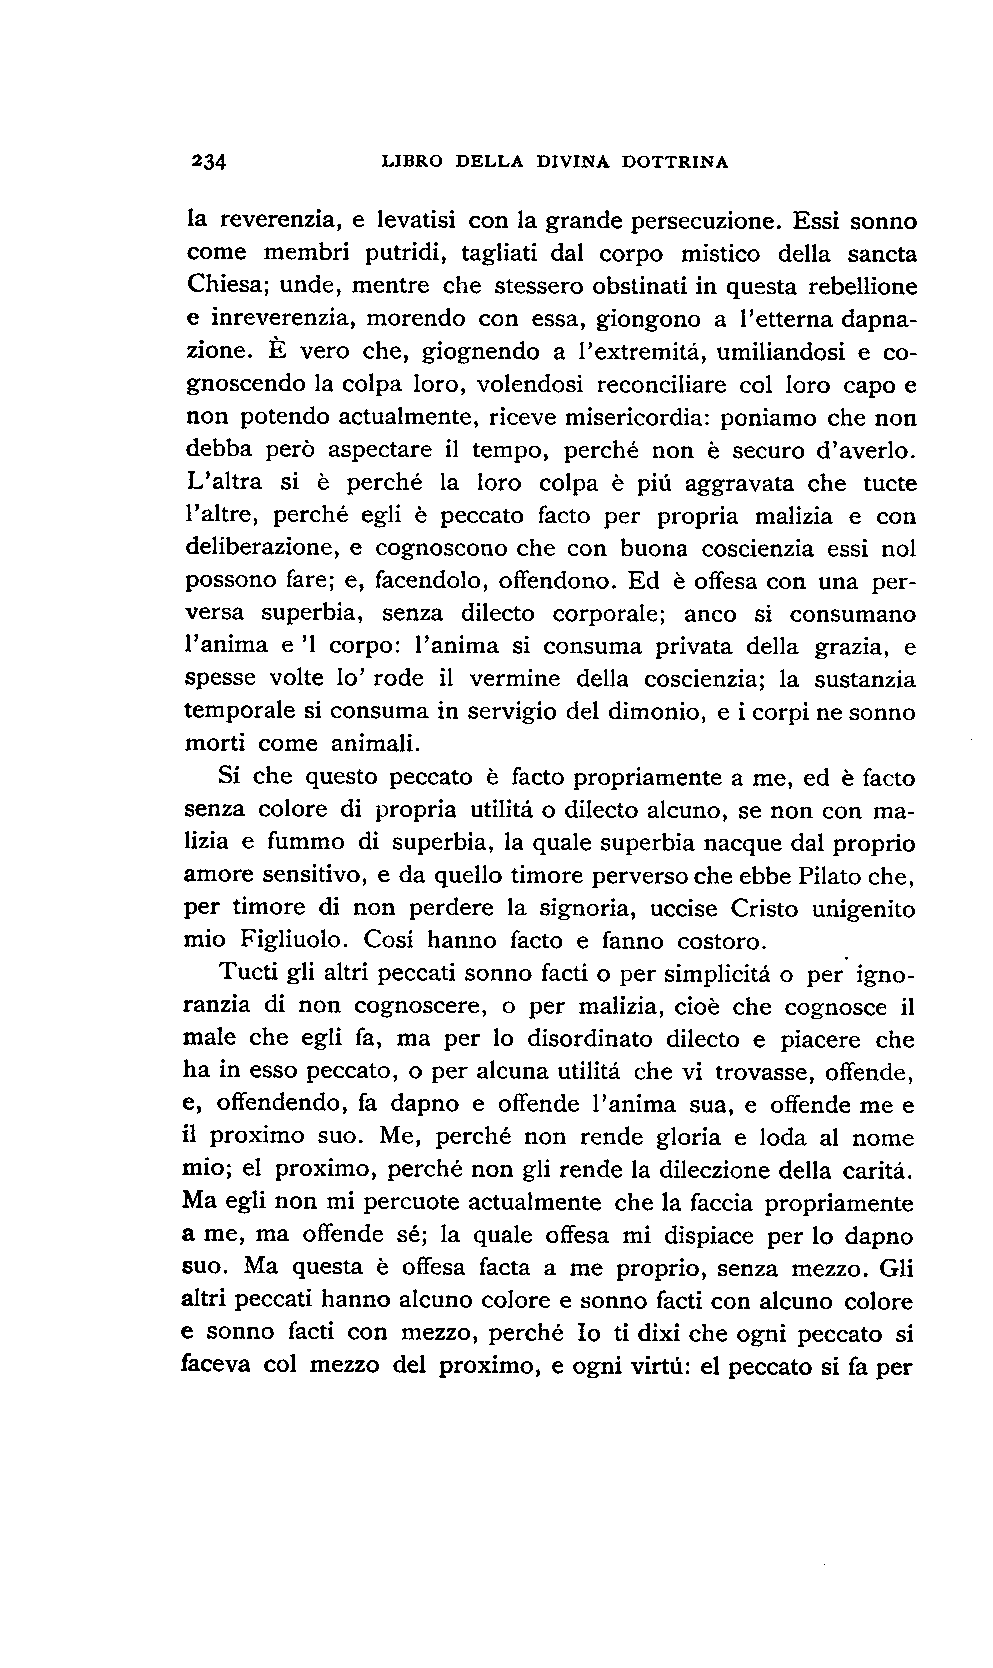 234 LIBRO DELLA DIVINA DOTTRINA
la reverenzia, e levatisi con la grande persecuzione. Essi sonno
come membri putridi, tagliati dal corpo mistico della sancta
Chiesa; unde, mentre che stessero obstinati in questa rebellione
e inreverenzia, morendo con essa, giongono a l'etterna dapna-
zione. È vero che, giognendo a l'extremitá, umiliandosi e co-
gnoscendo la colpa loro, volendosi reconciliare col loro capo e
non potendo actualmente, riceve misericordia: poniamo che non
debba però aspectare il tempo, perché non è securo d'averlo.
L'altra si è perché la loro colpa è piú aggravata che tucte
l'altre, perché egli è peccato facto per propria malizia e con
deliberazione, e cognoscono che con buona coscienzia essi nol
possono fare; e, facendolo, offendono. Ed è offesa con una per-
versa superbia, senza dilecto corporale; anco si consumano
l'anima e 'l corpo: l'anima si consuma privata della grazia, e
spesse volte lo' rode il vermine della coscienzia; la sustanzia
temporale si consuma in servigio del dimonio, e i corpi ne sonno
morti come animali.
Sí che questo peccato è facto propriamente a me, ed è facto
senza colore di propria utilitá o dilecto alcuno, se non con ma-
lizia e fummo di superbia, la quale superbia nacque dal proprio
amore sensitivo, e da quello timore perverso che ebbe Pilato che,
per timore di non perdere la signoria, uccise Cristo unigenito
mio Figliuolo. Cosí hanno facto e fanno costoro.
Tucti gli altri peccati sonno facti o per simplicitá o per igno-
ranzia di non cognoscere, o per malizia, cioè che cognosce il
male che egli fa, ma per lo disordinato dilecto e piacere che
ha in esso peccato, o per alcuna utilitá che vi trovasse, offende,
e, offendendo, fa dapno e offende l'anima sua, e offende me e
il proximo suo. Me, perché non rende gloria e loda al nome
mio; el proximo, perché non gli rende la dileczione della caritá.
Ma egli non mi percuote actualmente che la faccia propriamente
a me, ma offende sé; la quale offesa mi dispiace per lo dapno
suo. Ma questa è offesa facta a me proprio, senza mezzo. Gli
altri peccati hanno alcuno colore e sonno facti con alcuno colore
e sonno facti con mezzo, perché Io ti dixi che ogni peccato si
faceva col mezzo del proximo, e ogni virtú: el peccato si fa per